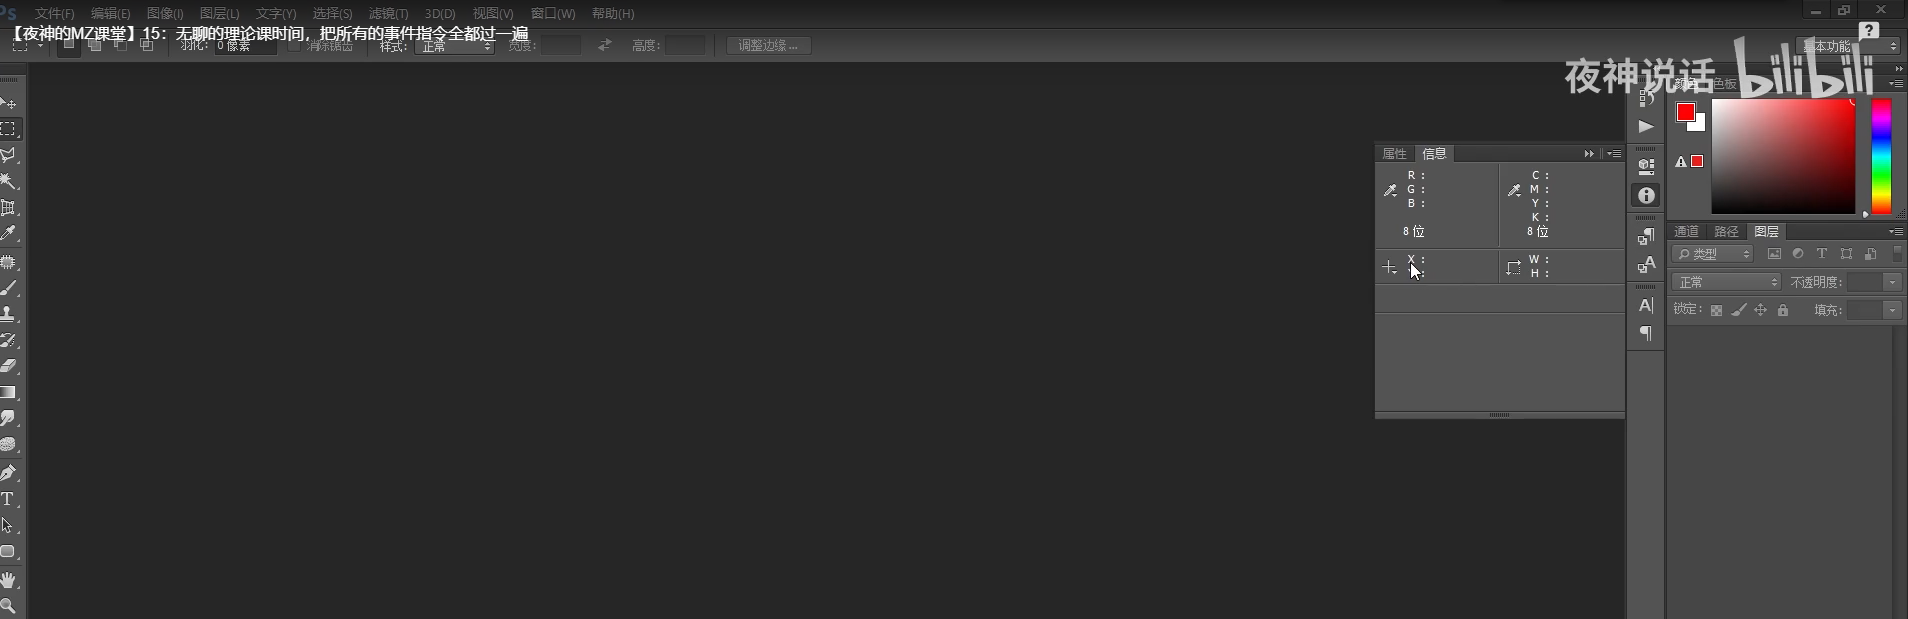 Ps 文件(F) 编辑(E) 图像(I) 图层(L) 文字(Y) 选择(S) 滤镜(T) 3D(D) 视图(V) 窗口(W) 帮助(H)
【夜神的MZ课堂】15：无聊的理论课时间，把所有的事件指令全都过一遍
羽化: 0 像素 消除锯齿 样式: 正常 宽度: 高度: 调整边缘... 基本功能
夜神说话 bilibili
颜色 色板
属性 信息
R :
G :
B :
8 位
C :
M :
Y :
K :
8 位
X :
W :
H :
通道 路径 图层
类型
正常 不透明度:
锁定: 填充: